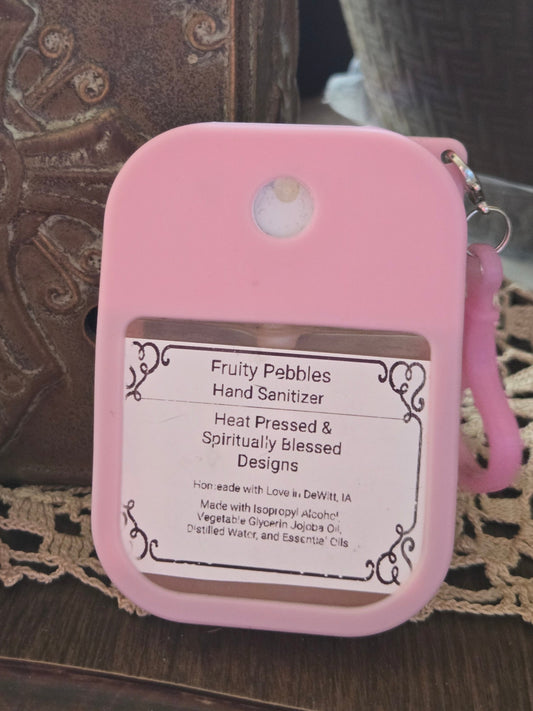 Fruity Pebbles
Hand Sanitizer
Heat Pressed &
Spiritually Blessed
Designs
Homeade with Love in DeWitt, IA
Made with Isopropyl Alcohol,
Vegetable Glycerin Jojoba Oil,
Distilled Water, and Essential Oils